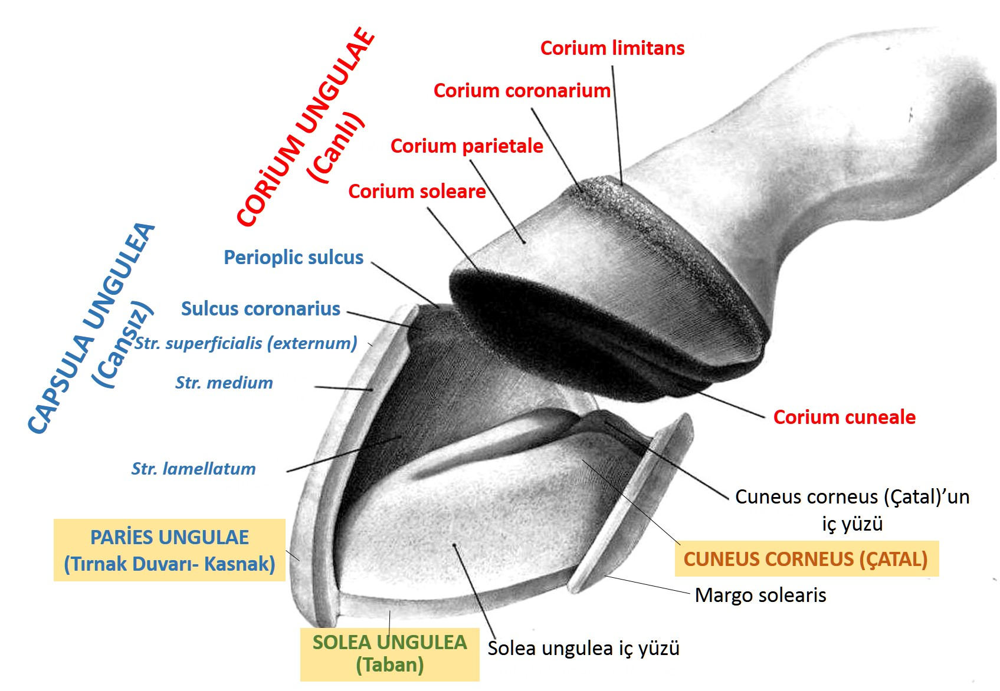 CORİUM UNGULAE
(Canlı)
Corium limitans
Corium coronarium
Corium parietale
Corium soleare
CAPSULA UNGULEA
(Cansız)
Perioplic sulcus
Sulcus coronarius
Str. superficialis (externum)
Str. medium
Str. lamellatum
Corium cuneale
Cuneus corneus (Çatal)’un
iç yüzü
PARİES UNGULAE
(Tırnak Duvarı- Kasnak)
CUNEUS CORNEUS (ÇATAL)
Margo solearis
SOLEA UNGULEA
(Taban)
Solea ungulea iç yüzü